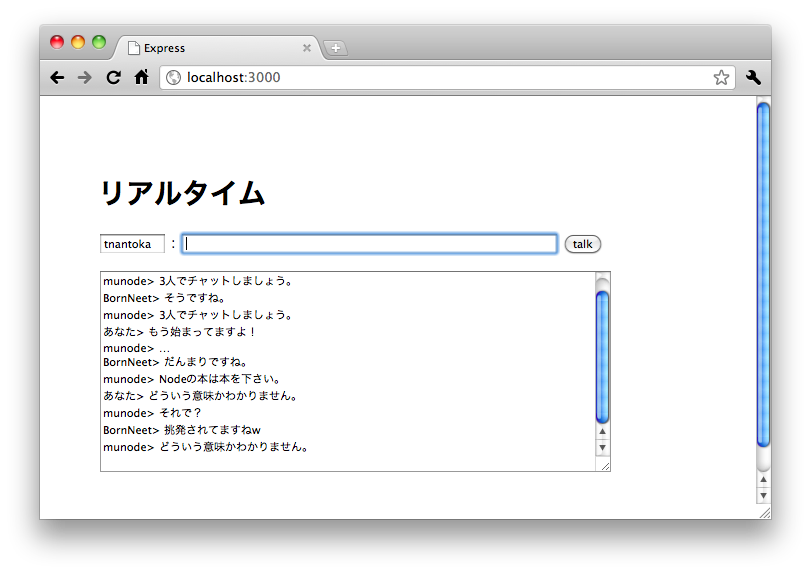 Express
localhost:3000
リアルタイム
tnantoka : talk
munode> 3人でチャットしましょう。
BornNeet> そうですね。
munode> 3人でチャットしましょう。
あなた> もう始まってますよ！
munode> ...
BornNeet> だんまりですね。
munode> Nodeの本は本を下さい。
あなた> どういう意味かわかりません。
munode> それで？
BornNeet> 挑発されてますねw
munode> どういう意味かわかりません。